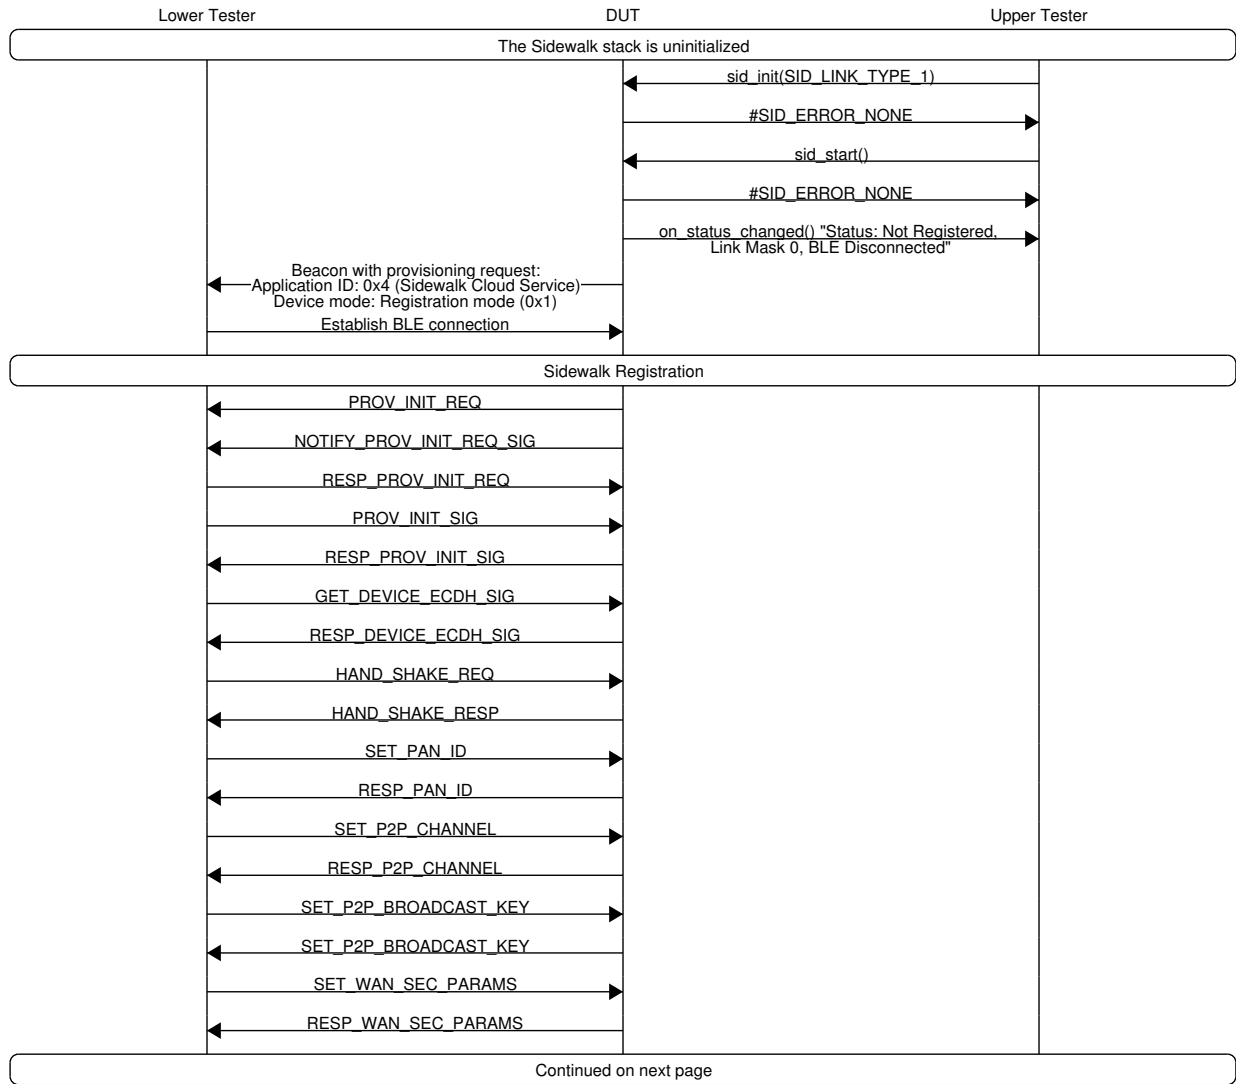 Lower Tester DUT Upper Tester
The Sidewalk stack is uninitialized
sid_init(SID_LINK_TYPE_1)
#SID_ERROR_NONE
sid_start()
#SID_ERROR_NONE
on_status_changed() "Status: Not Registered,
Link Mask 0, BLE Disconnected"
Beacon with provisioning request:
Application ID: 0x4 (Sidewalk Cloud Service)
Device mode: Registration mode (0x1)
Establish BLE connection
Sidewalk Registration
PROV_INIT_REQ
NOTIFY_PROV_INIT_REQ_SIG
RESP_PROV_INIT_REQ
PROV_INIT_SIG
RESP_PROV_INIT_SIG
GET_DEVICE_ECDH_SIG
RESP_DEVICE_ECDH_SIG
HAND_SHAKE_REQ
HAND_SHAKE_RESP
SET_PAN_ID
RESP_PAN_ID
SET_P2P_CHANNEL
RESP_P2P_CHANNEL
SET_P2P_BROADCAST_KEY
SET_P2P_BROADCAST_KEY
SET_WAN_SEC_PARAMS
RESP_WAN_SEC_PARAMS
Continued on next page